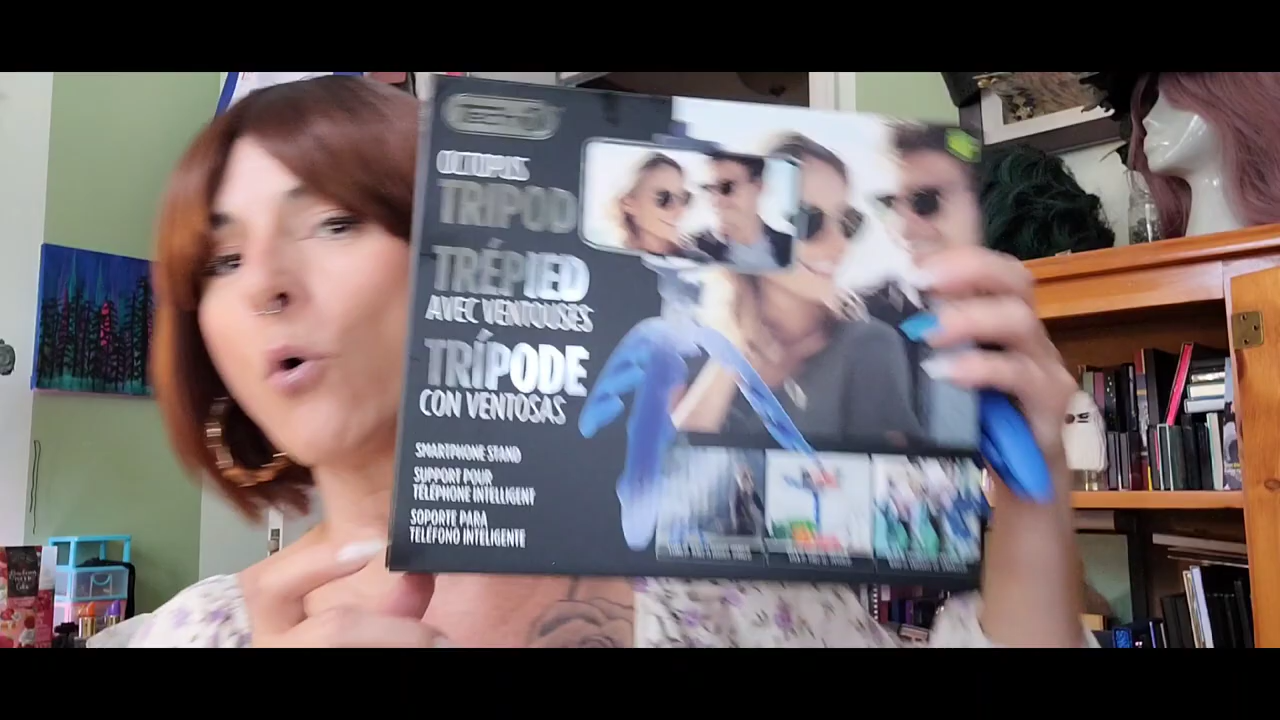 OCTOPUS
TRIPOD
TRÉPIED
AVEC VENTOUSES
TRÍPODE
CON VENTOSAS
SMARTPHONE STAND
SUPPORT POUR
TÉLÉPHONE INTELLIGENT
SOPORTE PARA
TELÉFONO INTELIGENTE